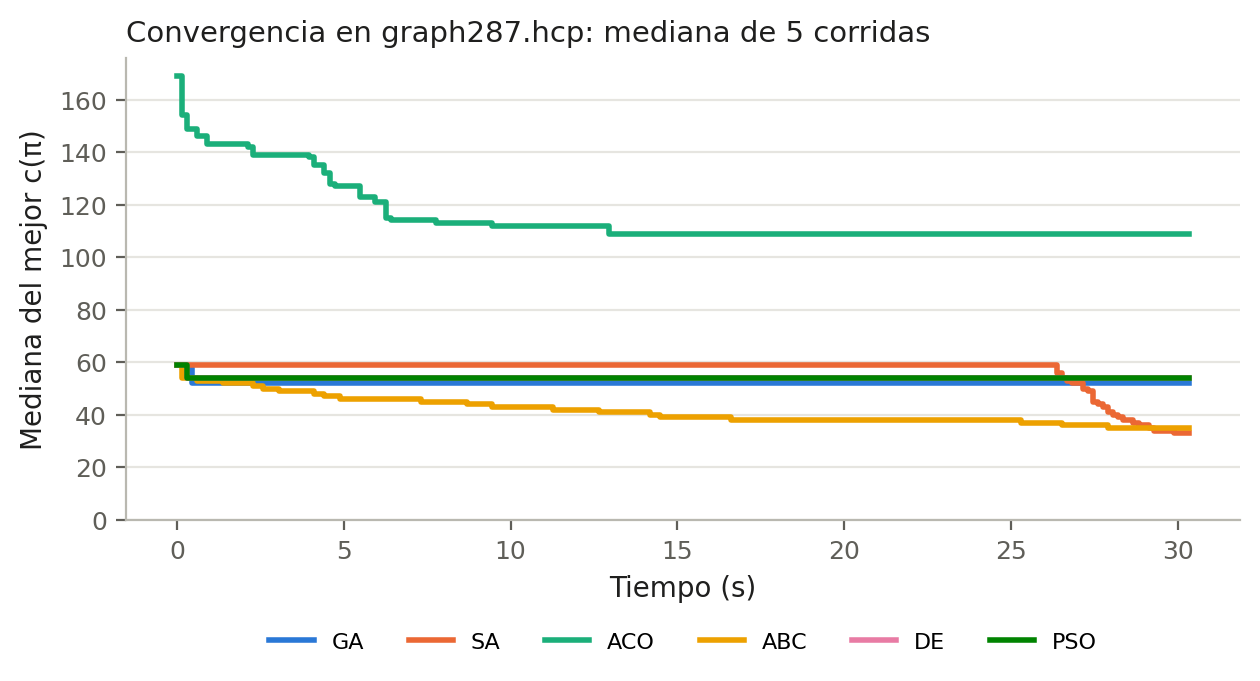 Convergencia en graph287.hcp: mediana de 5 corridas
Mediana del mejor c(π)
160
140
120
100
80
60
40
20
0
0 5 10 15 20 25 30
Tiempo (s)
GA SA ACO ABC DE PSO